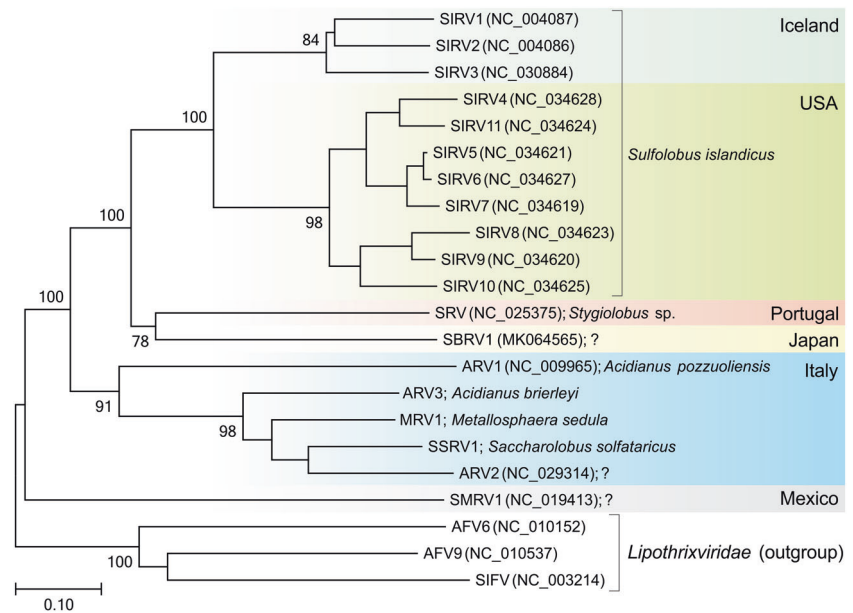 SIRV1 (NC_004087)
Iceland
84
SIRV2 (NC_004086)
SIRV3 (NC_030884)
SIRV4 (NC_034628)
USA
100
SIRV11 (NC_034624)
SIRV5 (NC_034621)
Sulfolobus islandicus
SIRV6 (NC_034627)
SIRV7 (NC_034619)
100
98
SIRV8 (NC_034623)
SIRV9 (NC_034620)
SIRV10 (NC_034625)
100
SRV (NC_025375); Stygiolobus sp.
Portugal
78
SBRV1 (MK064565); ?
Japan
ARV1 (NC_009965); Acidianus pozzuoliensis
Italy
91
ARV3; Acidianus brierleyi
98
MRV1; Metallosphaera sedula
SSRV1; Saccharolobus solfataricus
ARV2 (NC_029314); ?
SMRV1 (NC_019413); ?
Mexico
AFV6 (NC_010152)
100
AFV9 (NC_010537)
Lipothrixviridae (outgroup)
SIFV (NC_003214)
0.10